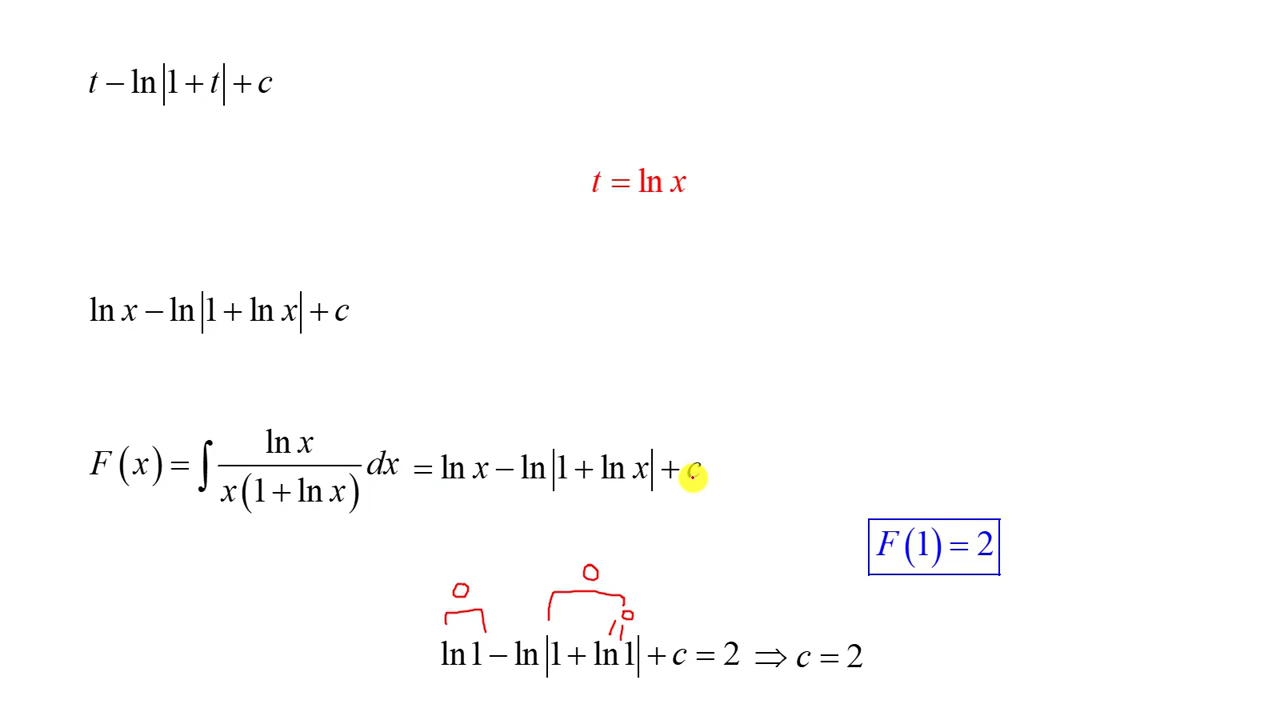 t − ln|1 + t| + c
t = ln x
ln x − ln|1 + ln x| + c
F(x) = ∫ ln x / x(1 + ln x) dx = ln x − ln|1 + ln x| + c
F(1) = 2
0 0 0
ln 1 − ln|1 + ln 1| + c = 2 ⇒ c = 2